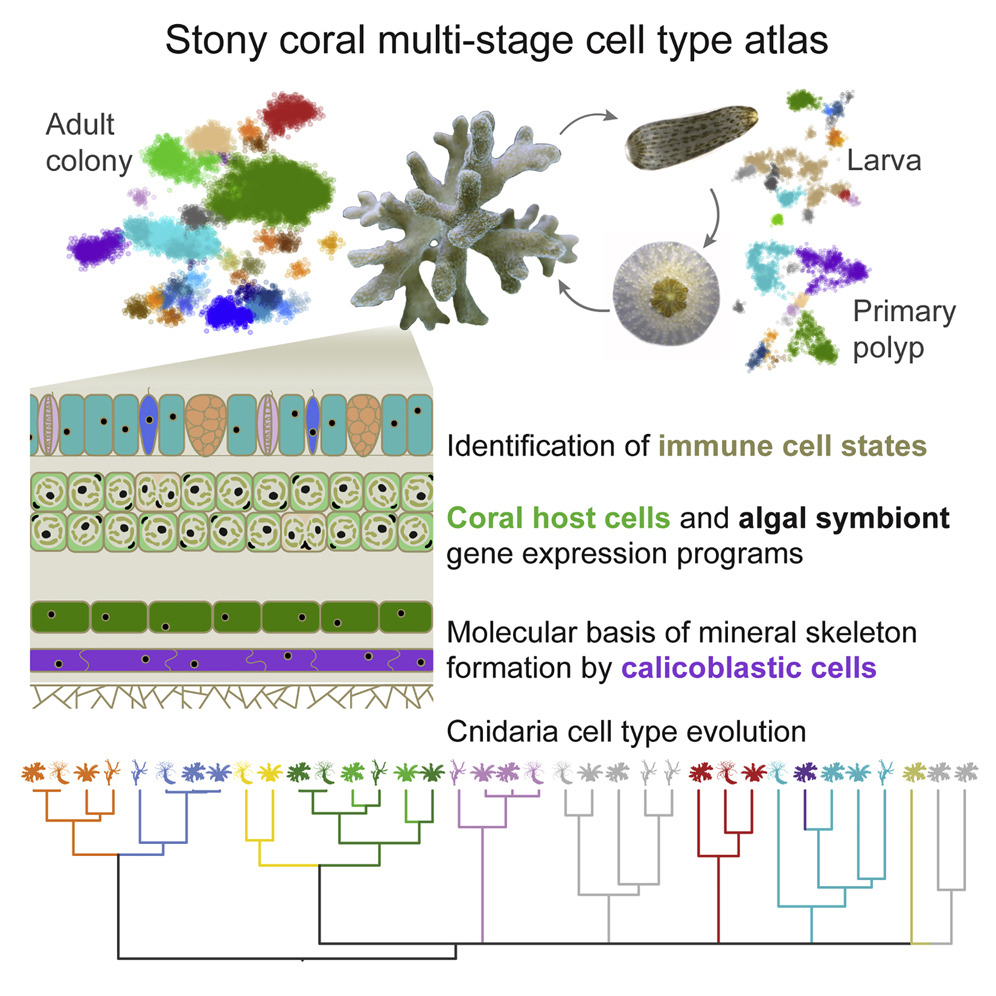 Stony coral multi-stage cell type atlas
Adult
colony
Larva
Primary
polyp
Identification of immune cell states
Coral host cells and algal symbiont
gene expression programs
Molecular basis of mineral skeleton
formation by calicoblastic cells
Cnidaria cell type evolution